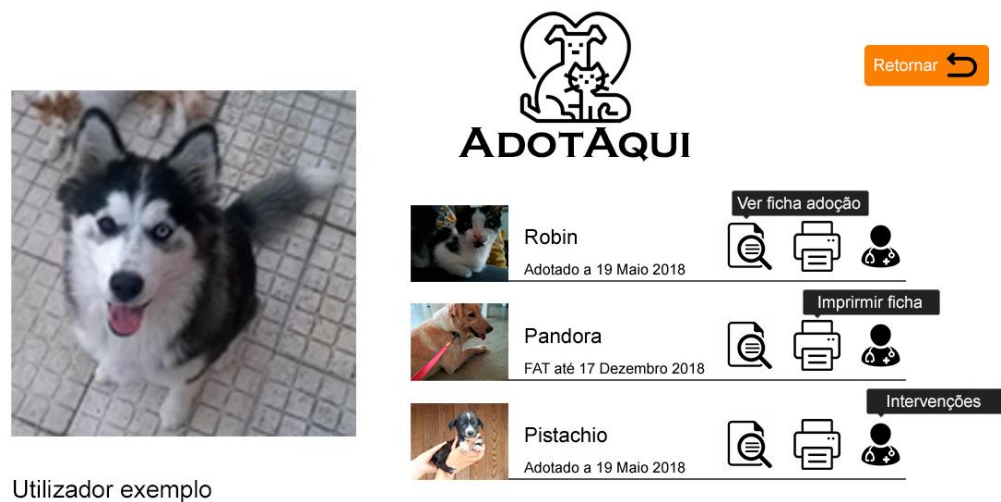 ADOTAQUI
Retornar
Ver ficha adoção
Robin
Adotado a 19 Maio 2018
Imprirmir ficha
Pandora
FAT até 17 Dezembro 2018
Intervenções
Pistachio
Adotado a 19 Maio 2018
Utilizador exemplo